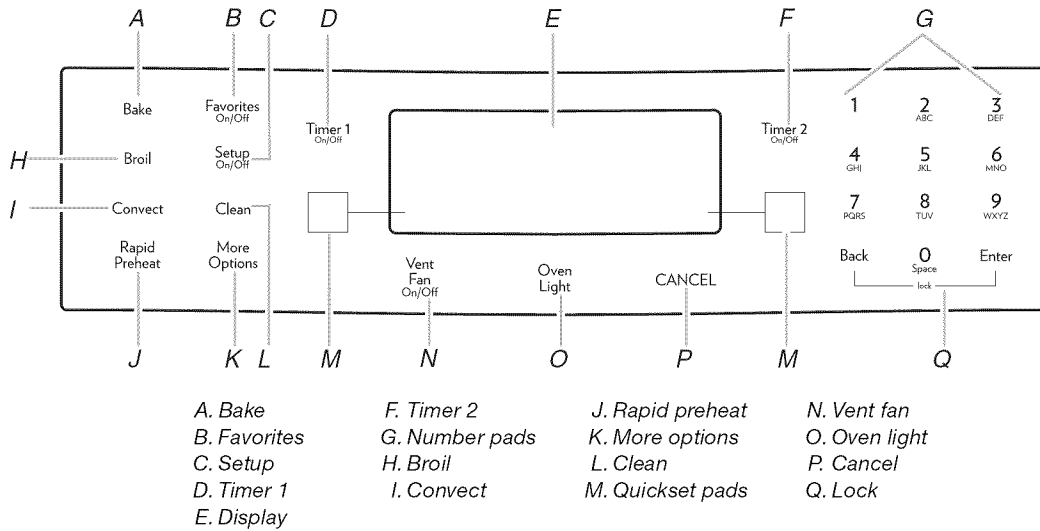 A B C D E F G
Bake
Favorites
On/Off
Timer 1
On/Off
Timer 2
On/Off
1 2 3
ABC DEF
H
Broil
Setup
On/Off
4 5 6
GHI JKL MNO
I
Convect
Clean
7 8 9
PQRS TUV WXYZ
Rapid
Preheat
More
Options
Vent
Fan
On/Off
Oven
Light
CANCEL
Back 0 Enter
Space
lock
J K L M N O P M Q
A. Bake
B. Favorites
C. Setup
D. Timer 1
E. Display
F. Timer 2
G. Number pads
H. Broil
I. Convect
J. Rapid preheat
K. More options
L. Clean
M. Quickset pads
N. Vent fan
O. Oven light
P. Cancel
Q. Lock